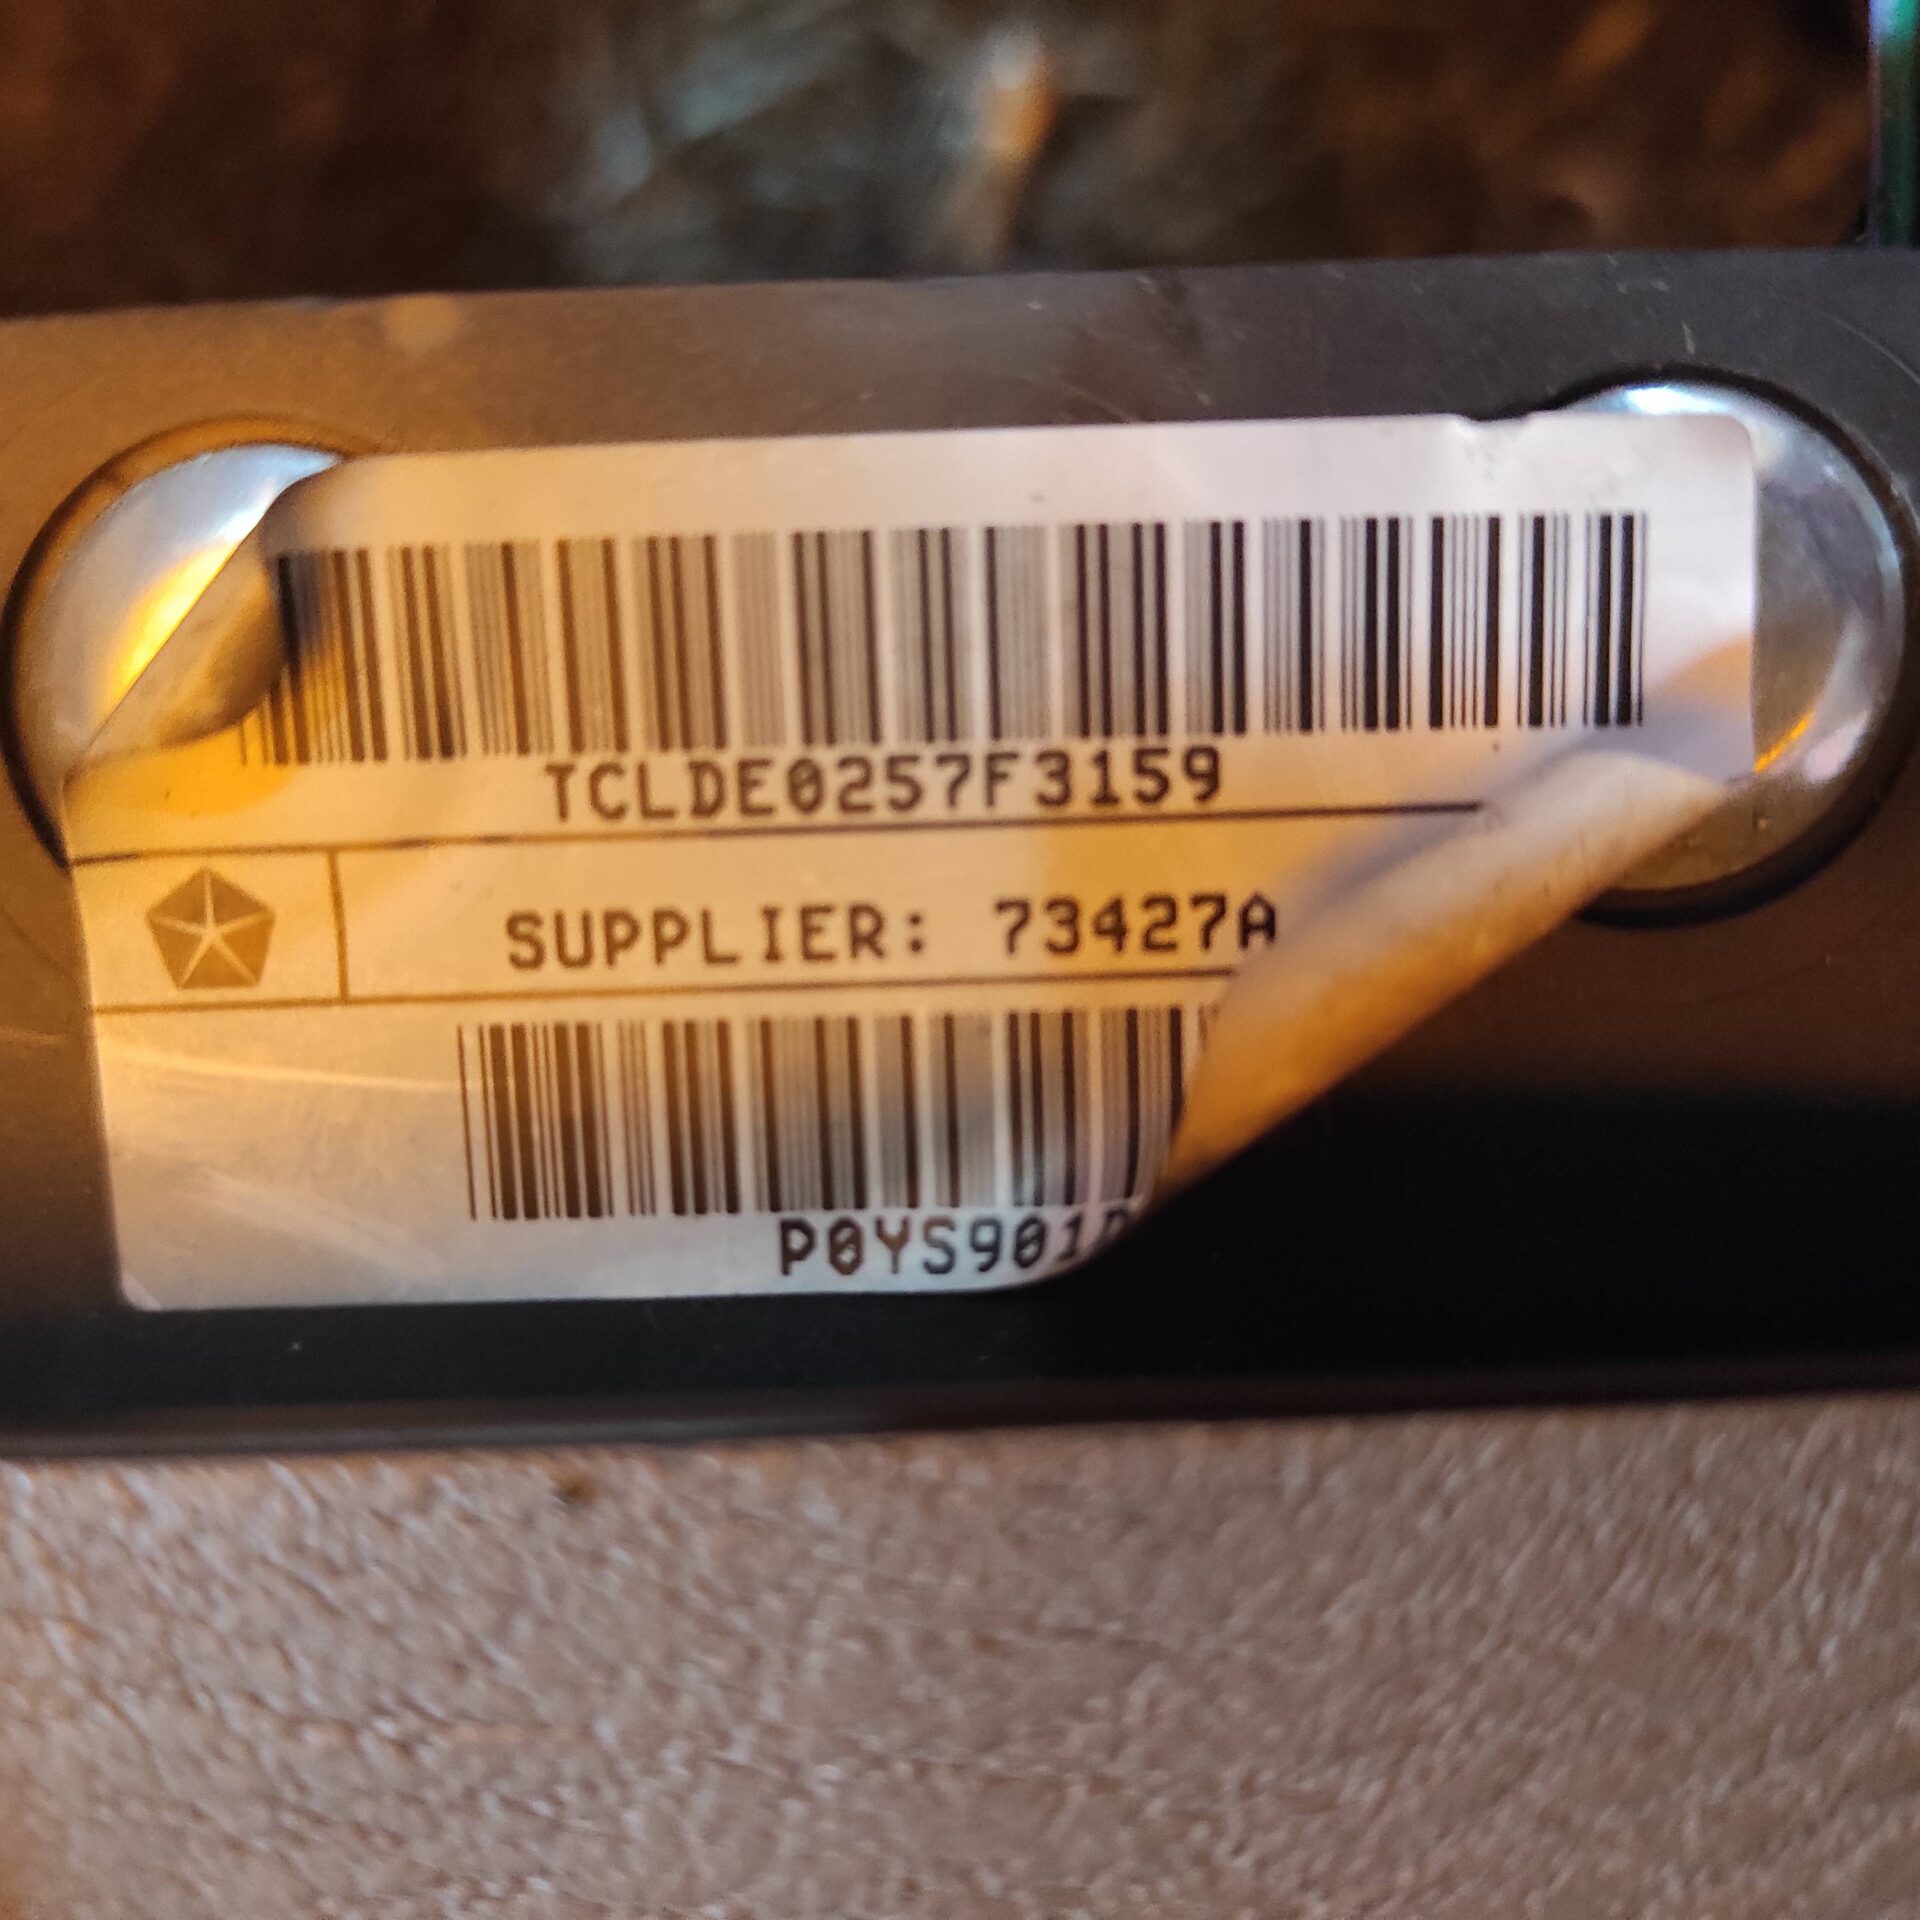 TCLDE0257F3159
SUPPLIER: 73427A
P0YS901